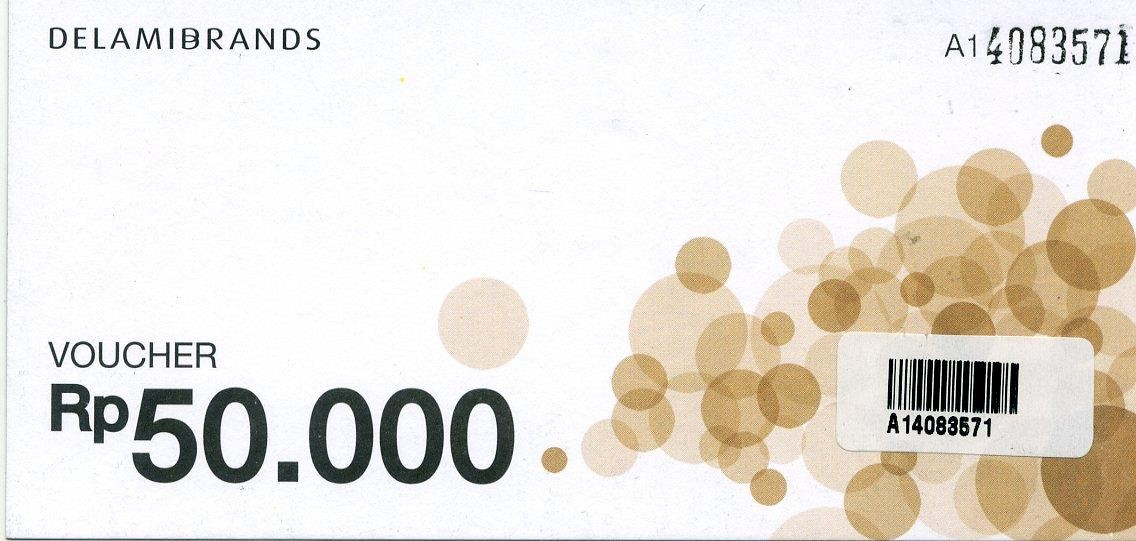 DELAMIBRANDS
A14083571
VOUCHER
Rp50.000
A14083571